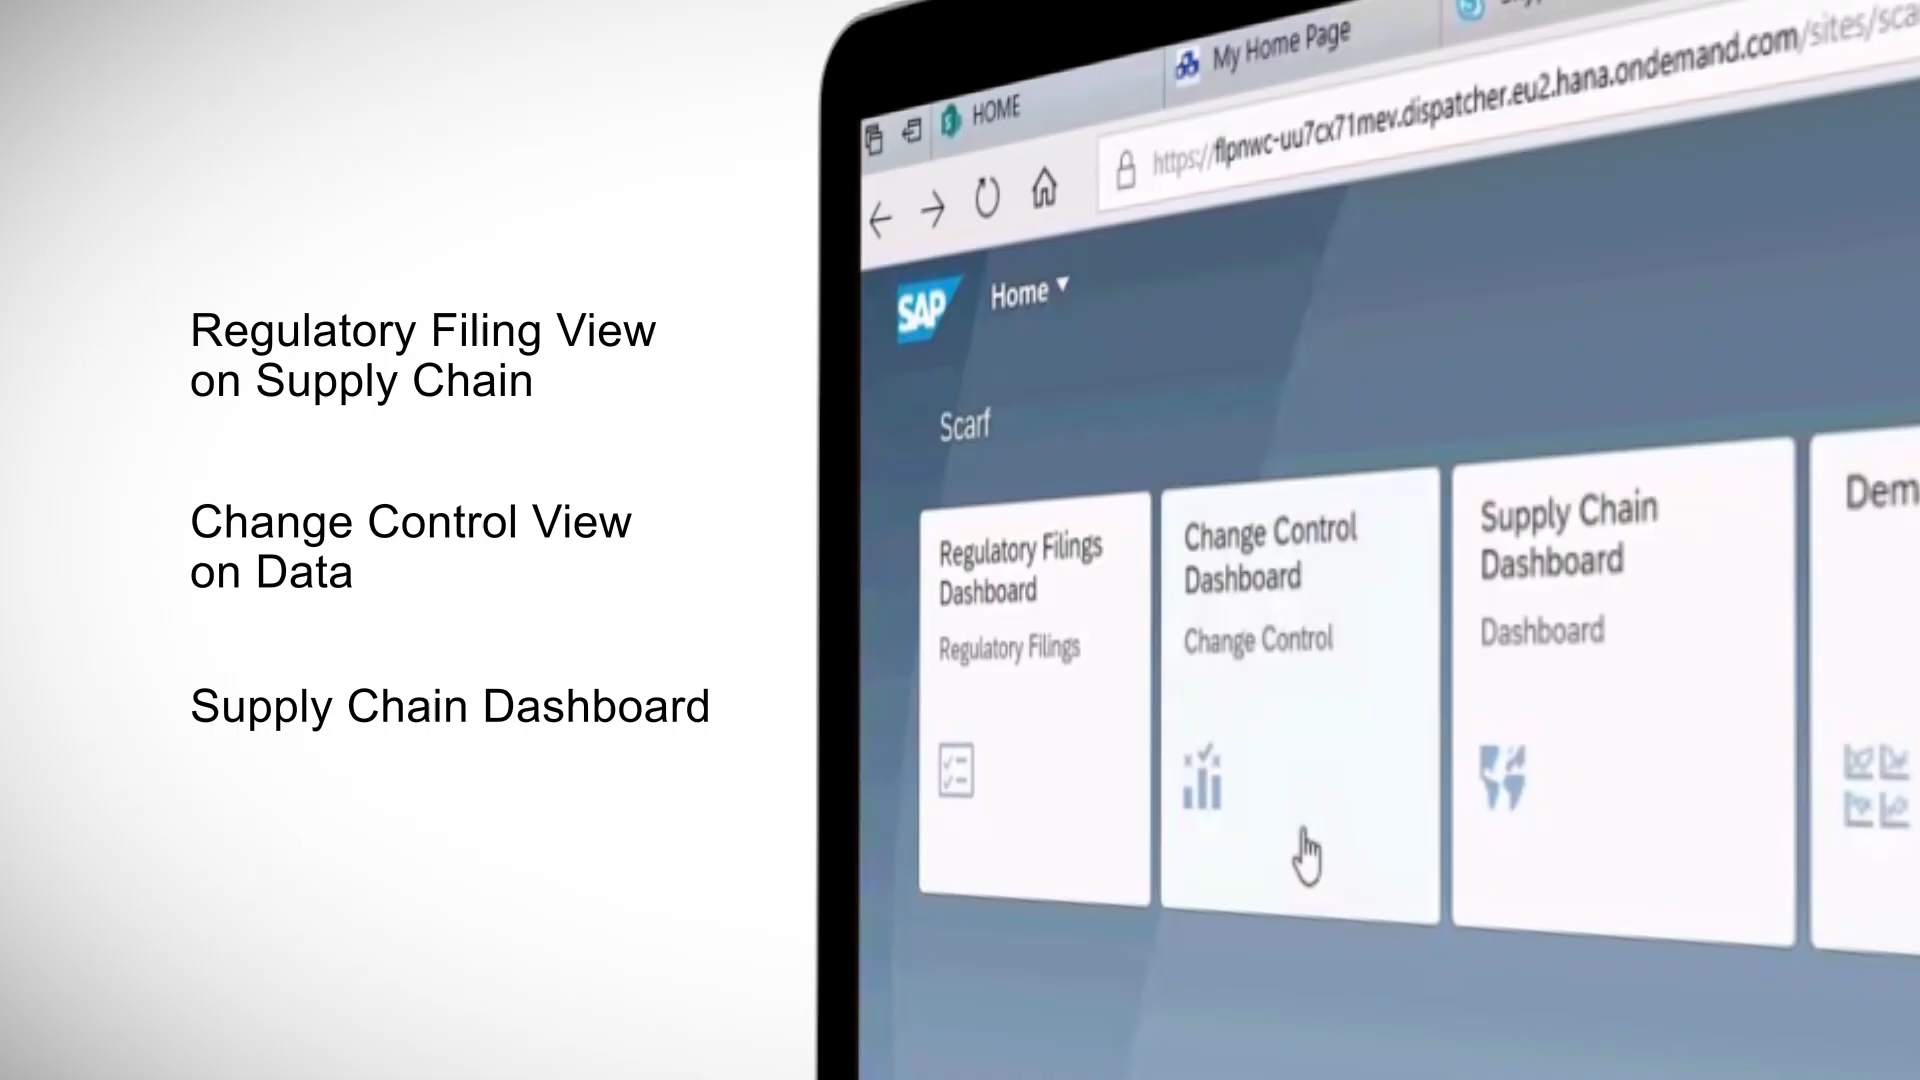 Regulatory Filing View
on Supply Chain
Change Control View
on Data
Supply Chain Dashboard
HOME
My Home Page
https://flpnwc-uu7cx71mev.dispatcher.eu2.hana.ondemand.com/sites/sca
SAP
Home
Scarf
Regulatory Filings
Dashboard
Regulatory Filings
Change Control
Dashboard
Change Control
Supply Chain
Dashboard
Dashboard
Dem